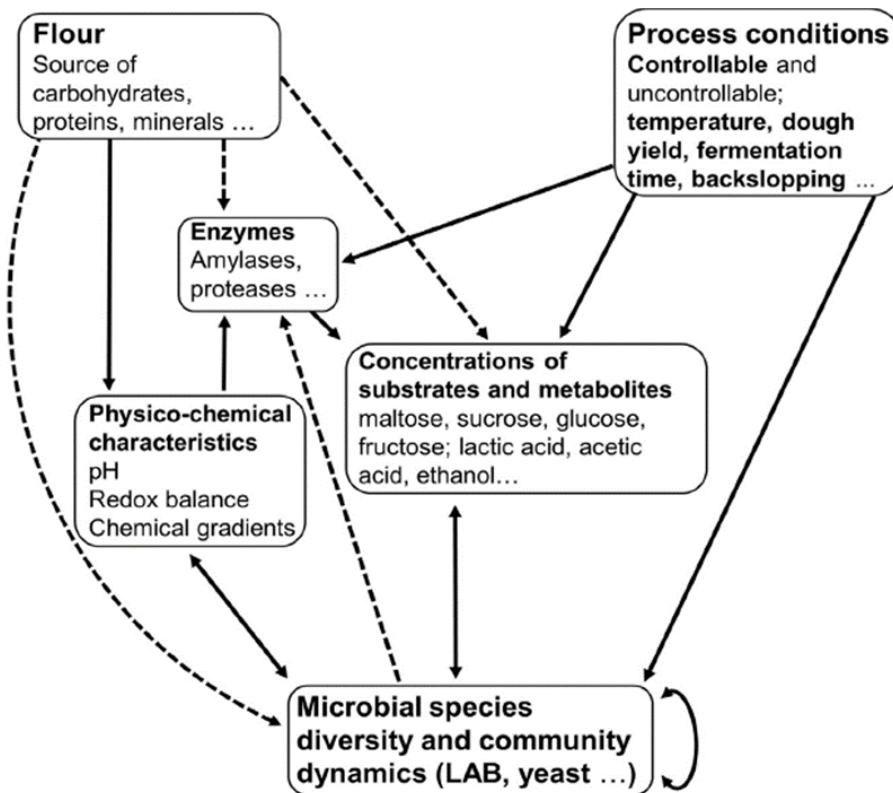 Flour
Source of
carbohydrates,
proteins, minerals …
Process conditions
Controllable and
uncontrollable;
temperature, dough
yield, fermentation
time, backslopping ...
Enzymes
Amylases,
proteases …
Concentrations of
substrates and metabolites
maltose, sucrose, glucose,
fructose; lactic acid, acetic
acid, ethanol…
Physico-chemical
characteristics
pH
Redox balance
Chemical gradients
Microbial species
diversity and community
dynamics (LAB, yeast …)